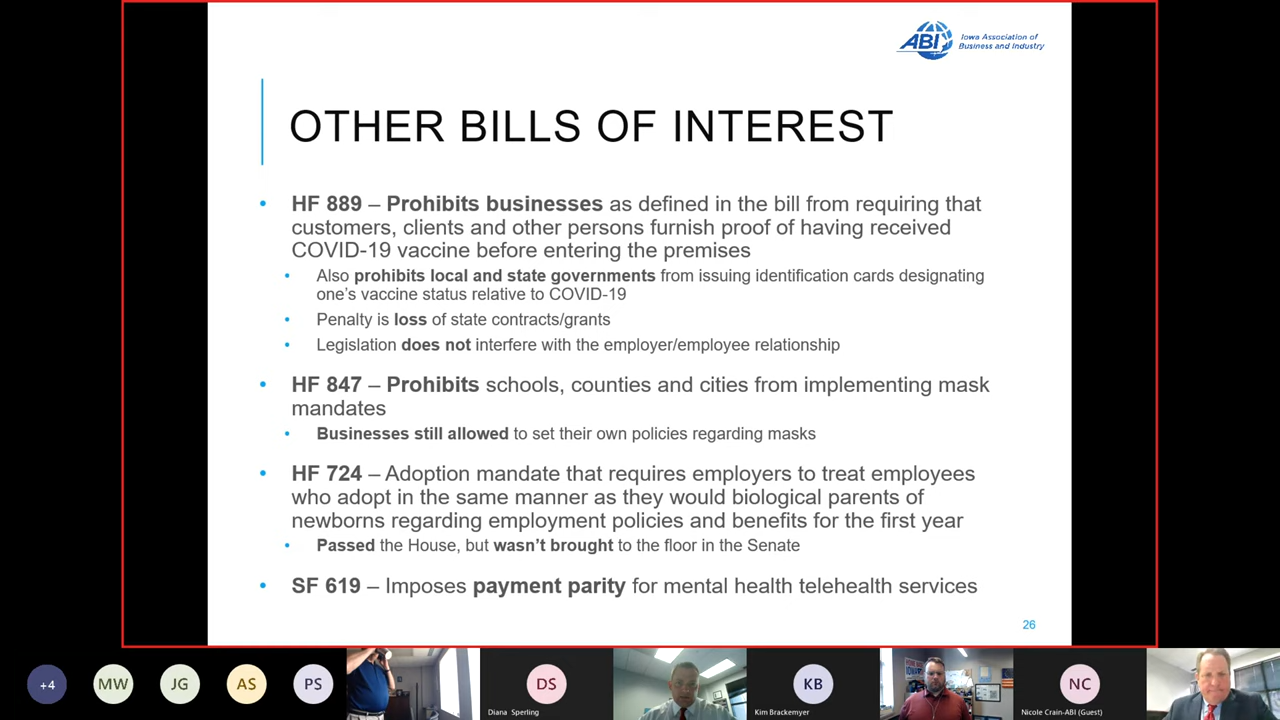 ABI
Iowa Association of
Business and Industry
OTHER BILLS OF INTEREST
• HF 889 – Prohibits businesses as defined in the bill from requiring that
customers, clients and other persons furnish proof of having received
COVID-19 vaccine before entering the premises
• Also prohibits local and state governments from issuing identification cards designating
one's vaccine status relative to COVID-19
• Penalty is loss of state contracts/grants
• Legislation does not interfere with the employer/employee relationship
• HF 847 – Prohibits schools, counties and cities from implementing mask
mandates
• Businesses still allowed to set their own policies regarding masks
• HF 724 – Adoption mandate that requires employers to treat employees
who adopt in the same manner as they would biological parents of
newborns regarding employment policies and benefits for the first year
• Passed the House, but wasn't brought to the floor in the Senate
• SF 619 – Imposes payment parity for mental health telehealth services
26
+4
MW
JG
AS
PS
DS
Diana Sperling
KB
Kim Brackemyer
NC
Nicole Crain-ABI (Guest)